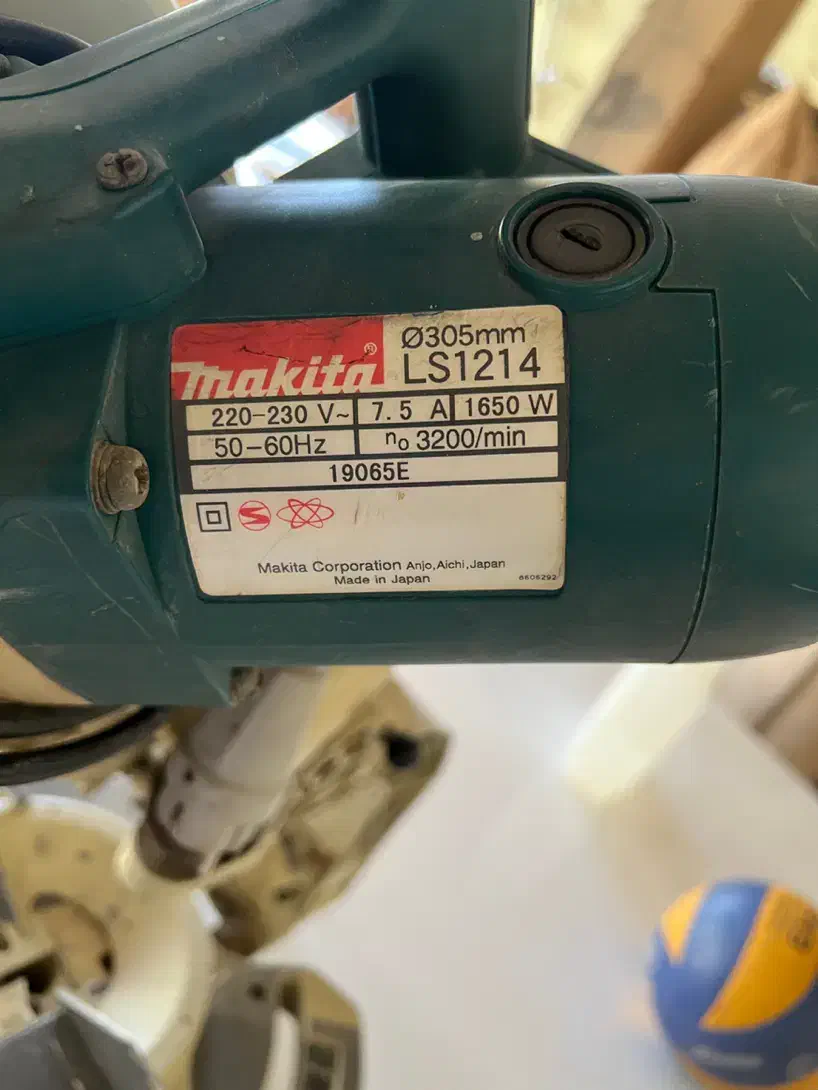 Ø305mm
makita® LS1214
220-230 V~ 7.5 A 1650 W
50-60Hz n₀ 3200/min
19065E
S
Makita Corporation Anjo, Aichi, Japan
Made in Japan 8606292